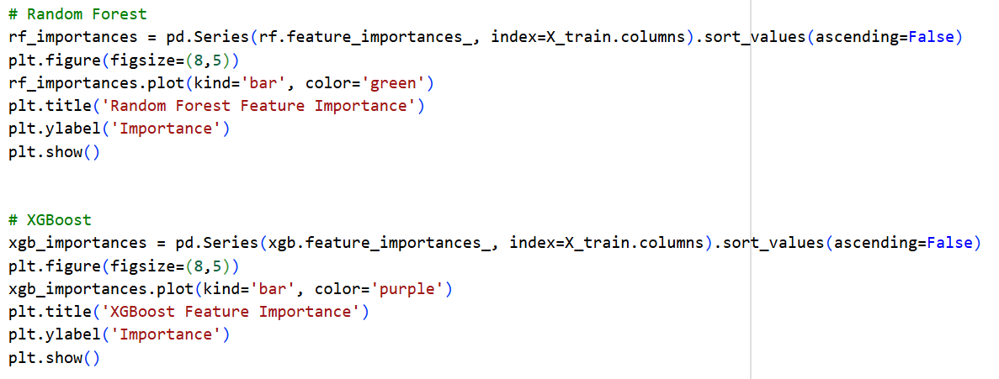 # Random Forest
rf_importances = pd.Series(rf.feature_importances_, index=X_train.columns).sort_values(ascending=False)
plt.figure(figsize=(8,5))
rf_importances.plot(kind='bar', color='green')
plt.title('Random Forest Feature Importance')
plt.ylabel('Importance')
plt.show()
# XGBoost
xgb_importances = pd.Series(xgb.feature_importances_, index=X_train.columns).sort_values(ascending=False)
plt.figure(figsize=(8,5))
xgb_importances.plot(kind='bar', color='purple')
plt.title('XGBoost Feature Importance')
plt.ylabel('Importance')
plt.show()